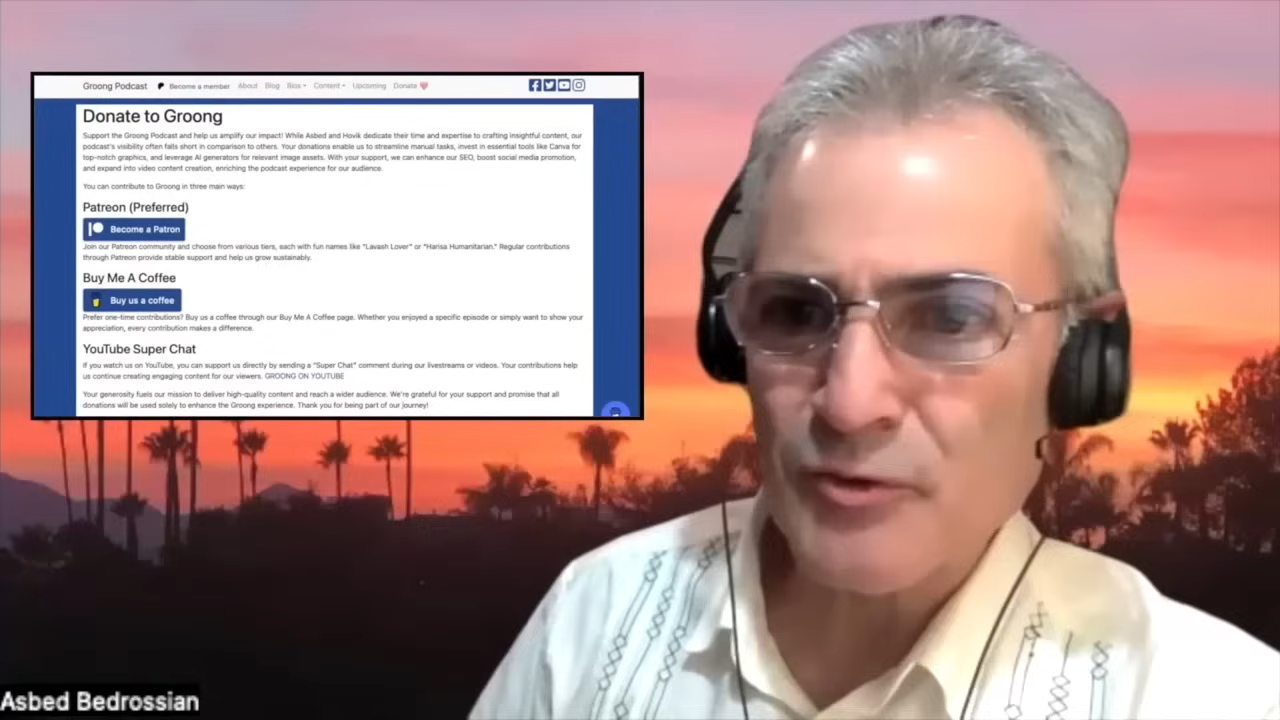 Groong Podcast Become a member About Blog Bios Content Upcoming Donate
Donate to Groong
Support the Groong Podcast and help us amplify our impact! While Asbed and Hovik dedicate their time and expertise to crafting insightful content, our
podcast's visibility often falls short in comparison to others. Your donations enable us to streamline manual tasks, invest in essential tools like Canva for
top-notch graphics, and leverage AI generators for relevant image assets. With your support, we can enhance our SEO, boost social media promotion,
and expand into video content creation, enriching the podcast experience for our audience.
You can contribute to Groong in three main ways:
Patreon (Preferred)
Become a Patron
Join our Patreon community and choose from various tiers, each with fun names like "Lavash Lover" or "Harisa Humanitarian." Regular contributions
through Patreon provide stable support and help us grow sustainably.
Buy Me A Coffee
Buy us a coffee
Prefer one-time contributions? Buy us a coffee through our Buy Me A Coffee page. Whether you enjoyed a specific episode or simply want to show your
appreciation, every contribution makes a difference.
YouTube Super Chat
If you watch us on YouTube, you can support us directly by sending a "Super Chat" comment during our livestreams or videos. Your contributions help
us continue creating engaging content for our viewers. GROONG ON YOUTUBE
Your generosity fuels our mission to deliver high-quality content and reach a wider audience. We're grateful for your support and promise that all
donations will be used solely to enhance the Groong experience. Thank you for being part of our journey!
Asbed Bedrossian